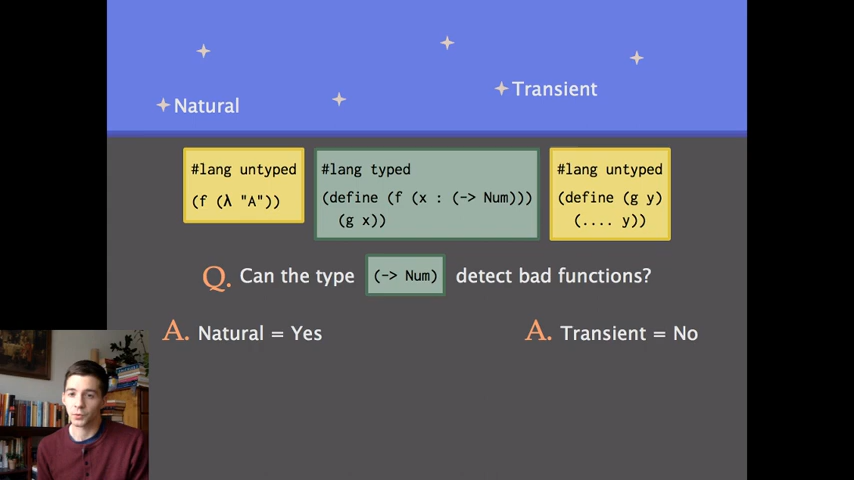 Natural
Transient
#lang untyped
(f (λ "A"))
#lang typed
(define (f (x : (-> Num)))
(g x))
#lang untyped
(define (g y)
(.... y))
Q. Can the type (-> Num) detect bad functions?
A. Natural = Yes
A. Transient = No